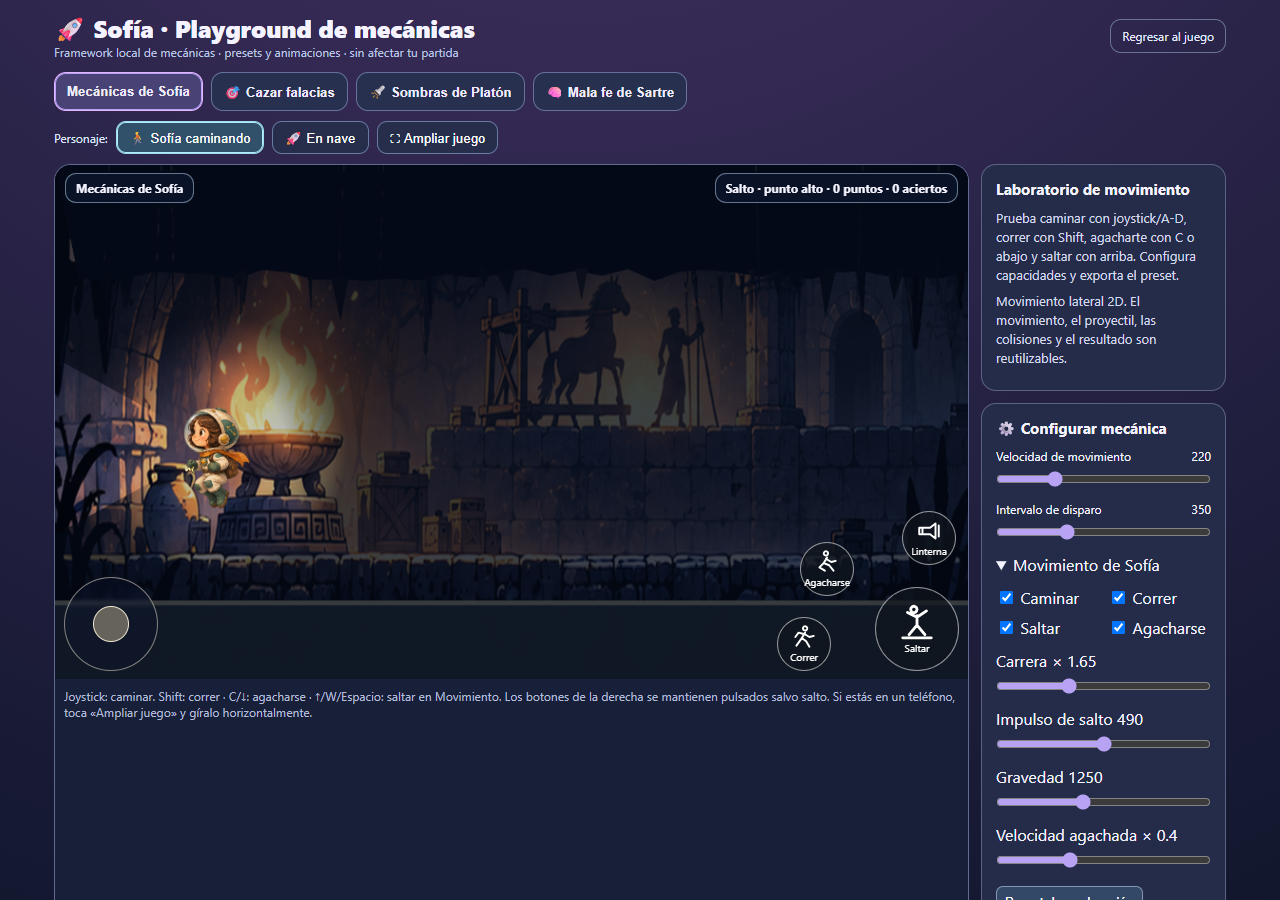 🚀 Sofía · Playground de mecánicas
Framework local de mecánicas · presets y animaciones · sin afectar tu partida
Regresar al juego
Mecánicas de Sofía
🎯 Cazar falacias
🌠 Sombras de Platón
🧠 Mala fe de Sartre
Personaje:
🚶 Sofía caminando
🚀 En nave
⛶ Ampliar juego
Mecánicas de Sofía
Salto · punto alto · 0 puntos · 0 aciertos
Linterna
Agacharse
Saltar
Correr
Joystick: caminar. Shift: correr · C/↓: agacharse · ↑/W/Espacio: saltar en Movimiento. Los botones de la derecha se mantienen pulsados salvo salto. Si estás en un teléfono,
toca «Ampliar juego» y gíralo horizontalmente.
Laboratorio de movimiento
Prueba caminar con joystick/A-D,
correr con Shift, agacharte con C o
abajo y saltar con arriba. Configura
capacidades y exporta el preset.
Movimiento lateral 2D. El
movimiento, el proyectil, las
colisiones y el resultado son
reutilizables.
⚙️ Configurar mecánica
Velocidad de movimiento 220
Intervalo de disparo 350
▼ Movimiento de Sofía
Caminar
Correr
Saltar
Agacharse
Carrera × 1.65
Impulso de salto 490
Gravedad 1250
Velocidad agachada × 0.4